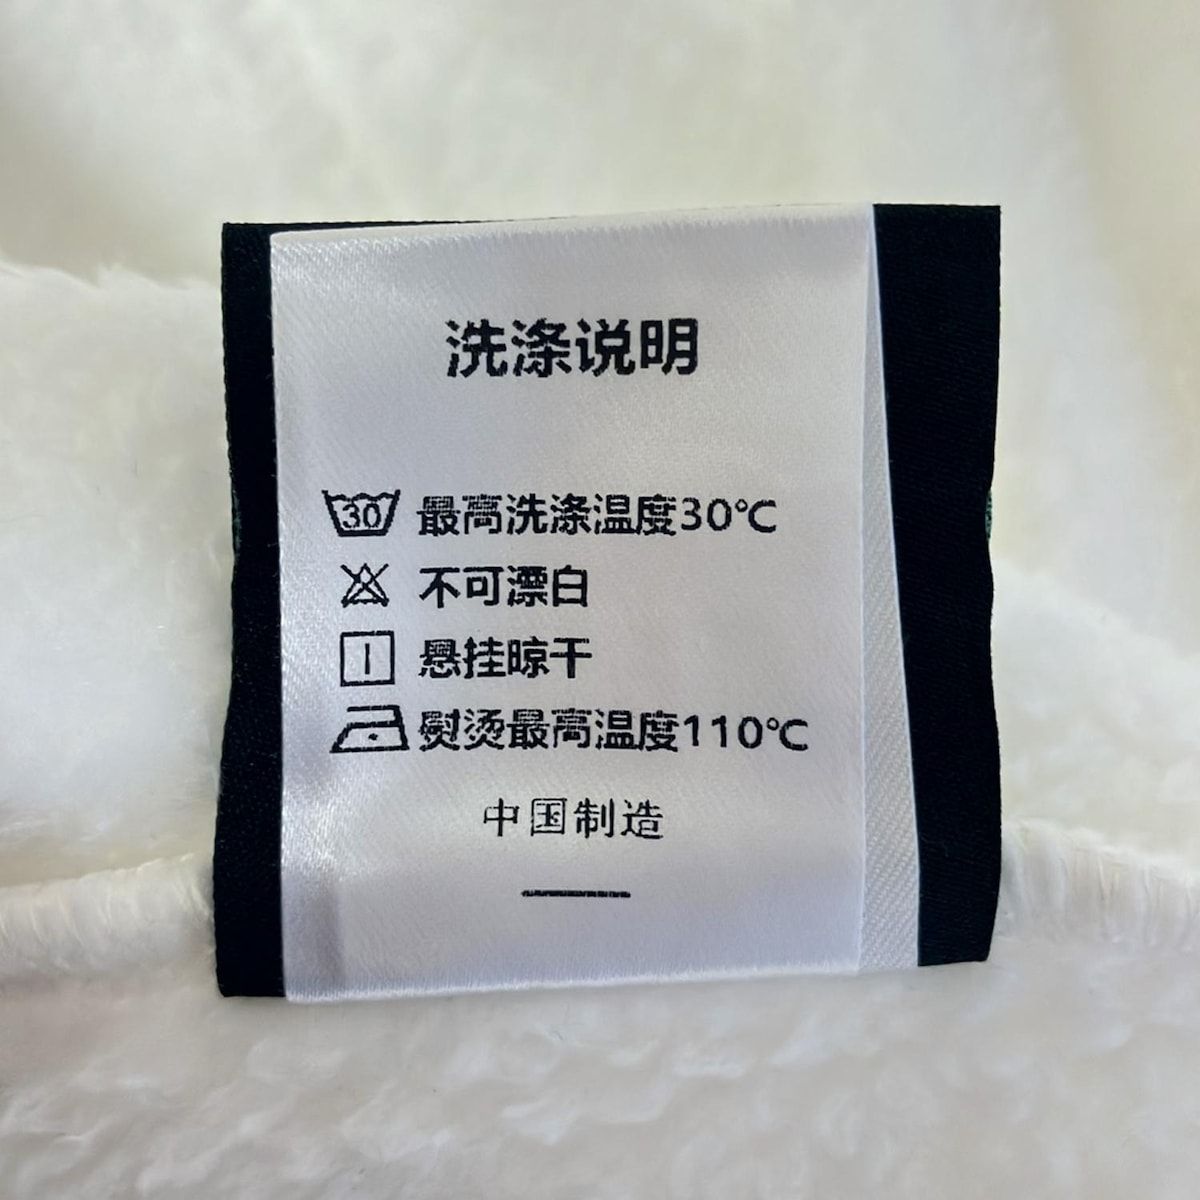 洗涤说明
30 最高洗涤温度30℃
不可漂白
悬挂晾干
熨烫最高温度110℃
中国制造